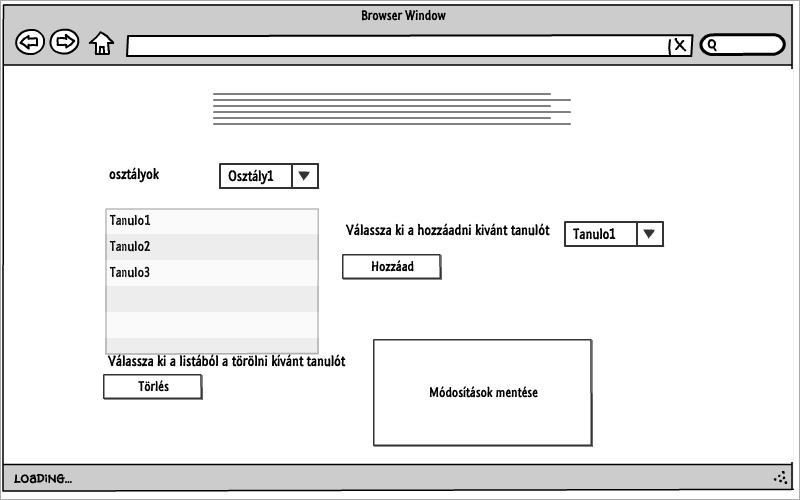 Browser Window
osztályok
Osztály1
Tanulo1
Tanulo2
Tanulo3
Válassza ki a hozzáadni kivánt tanulót
Tanulo1
Hozzáad
Válassza ki a listából a törölni kívánt tanulót
Törlés
Módosítások mentése
LOADING...